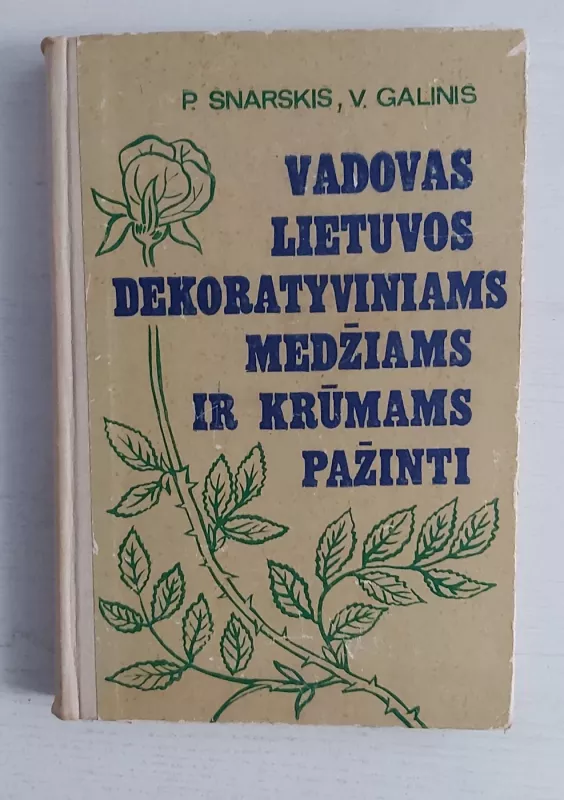 P. SNARSKIS, V. GALINIS
VADOVAS
LIETUVOS
DEKORATYVINIAMS
MEDŽIAMS
IR KRŪMAMS
PAŽINTI